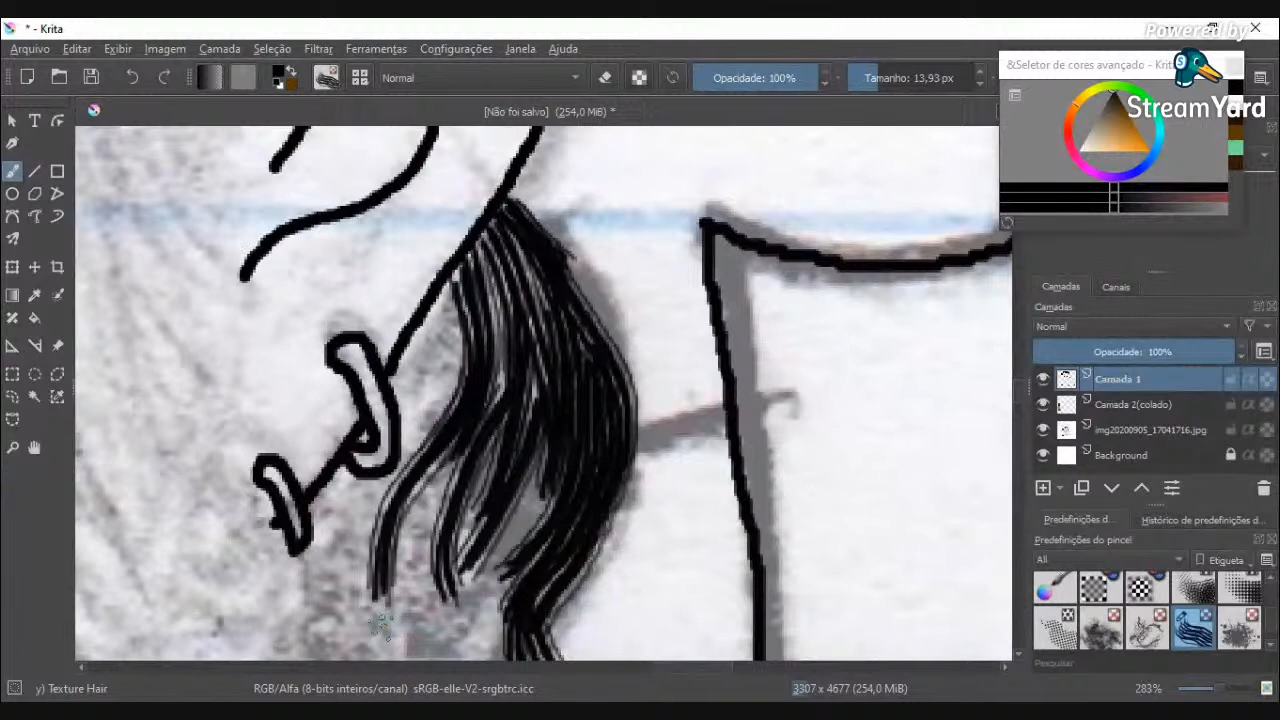 * - Krita
Powered by
StreamYard
Arquivo Editar Exibir Imagem Camada Seleção Filtrar Ferramentas Configurações Janela Ajuda
Normal Opacidade: 100% Tamanho: 13,93 px
&Seletor de cores avançado - Krita
[Não foi salvo] (254,0 MiB) *
Camadas Canais
Camadas
Normal
Opacidade: 100%
Camada 1
Camada 2(colado)
img20200905_17041716.jpg
Background
Predefinições d... Histórico de predefinições d...
Predefinições do pincel
All Etiqueta
Pesquisar
y) Texture Hair RGB/Alfa (8-bits inteiros/canal) sRGB-elle-V2-srgbtrc.icc 3307 x 4677 (254,0 MiB) 283%